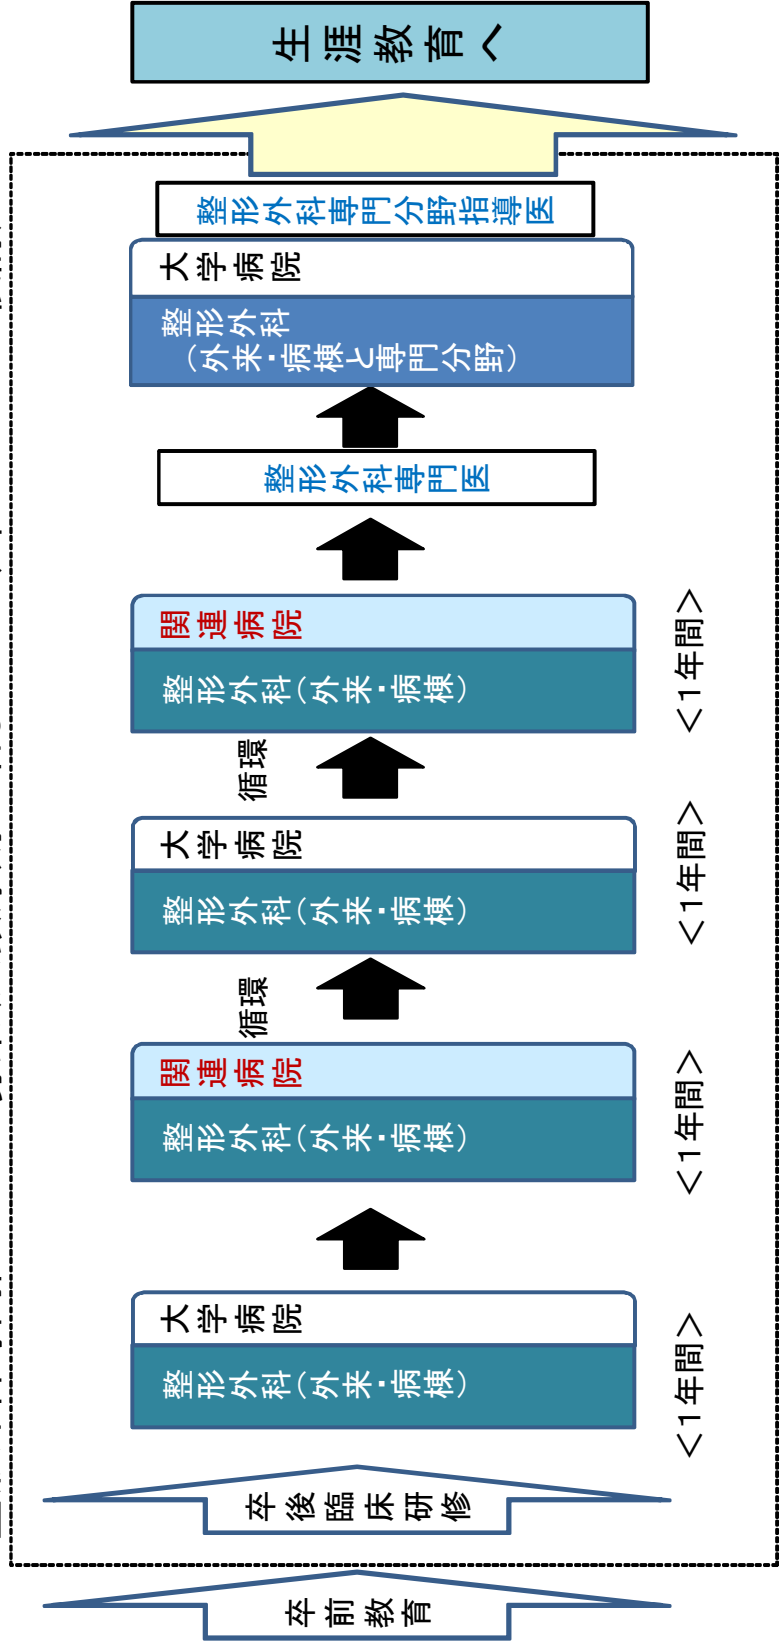 卒前教育
卒後臨床研修
大学病院
整形外科(外来・病棟)
<1年間>
関連病院
整形外科(外来・病棟)
<1年間>
循環
大学病院
整形外科(外来・病棟)
<1年間>
循環
関連病院
整形外科(外来・病棟)
<1年間>
整形外科専門医
大学病院
整形外科
(外来・病棟と専門分野)
整形外科専門分野指導医
生涯教育へ